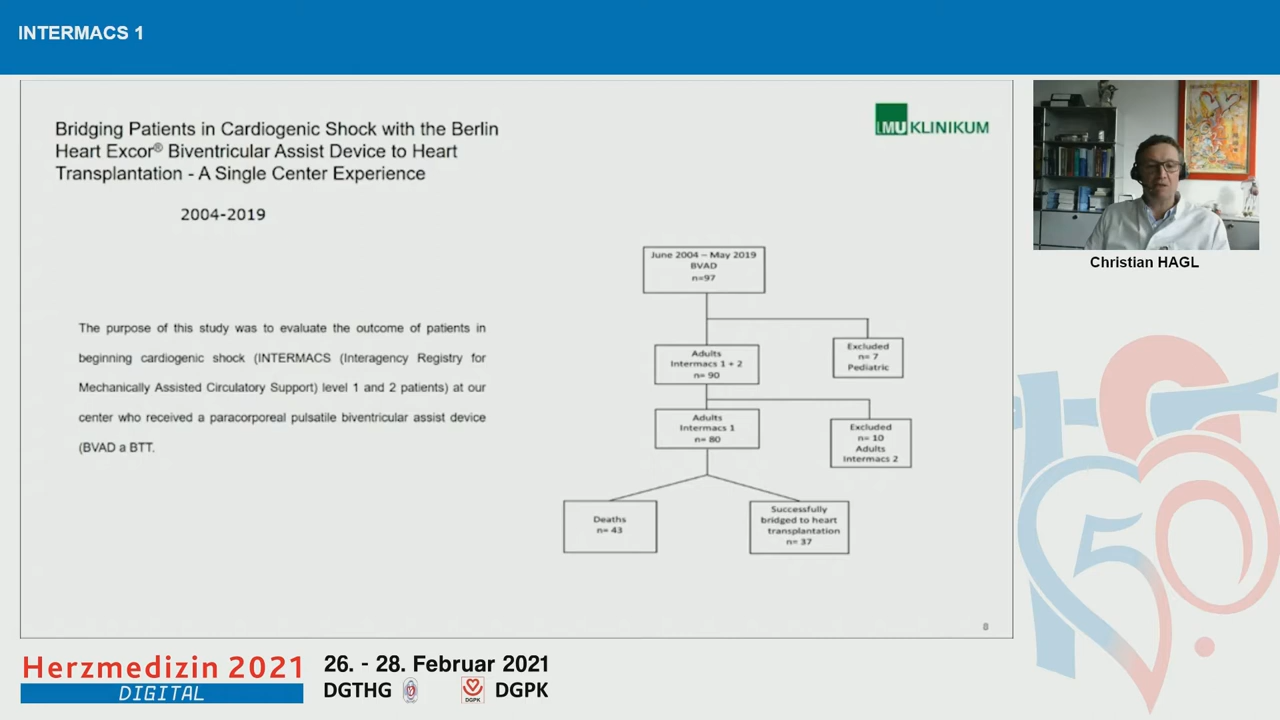 INTERMACS 1
Bridging Patients in Cardiogenic Shock with the Berlin
Heart Excor® Biventricular Assist Device to Heart
Transplantation - A Single Center Experience
2004-2019
LMU KLINIKUM
The purpose of this study was to evaluate the outcome of patients in
beginning cardiogenic shock (INTERMACS (Interagency Registry for
Mechanically Assisted Circulatory Support) level 1 and 2 patients) at our
center who received a paracorporeal pulsatile biventricular assist device
(BVAD a BTT.
June 2004 – May 2019
BVAD
n=97
Excluded
n= 7
Pediatric
Adults
Intermacs 1 + 2
n= 90
Adults
Intermacs 1
n= 80
Excluded
n= 10
Adults
Intermacs 2
Deaths
n= 43
Successfully
bridged to heart
transplantation
n= 37
8
Christian HAGL
50.
Herzmedizin 2021
DIGITAL
26. - 28. Februar 2021
DGTHG
DGPK
DGPK